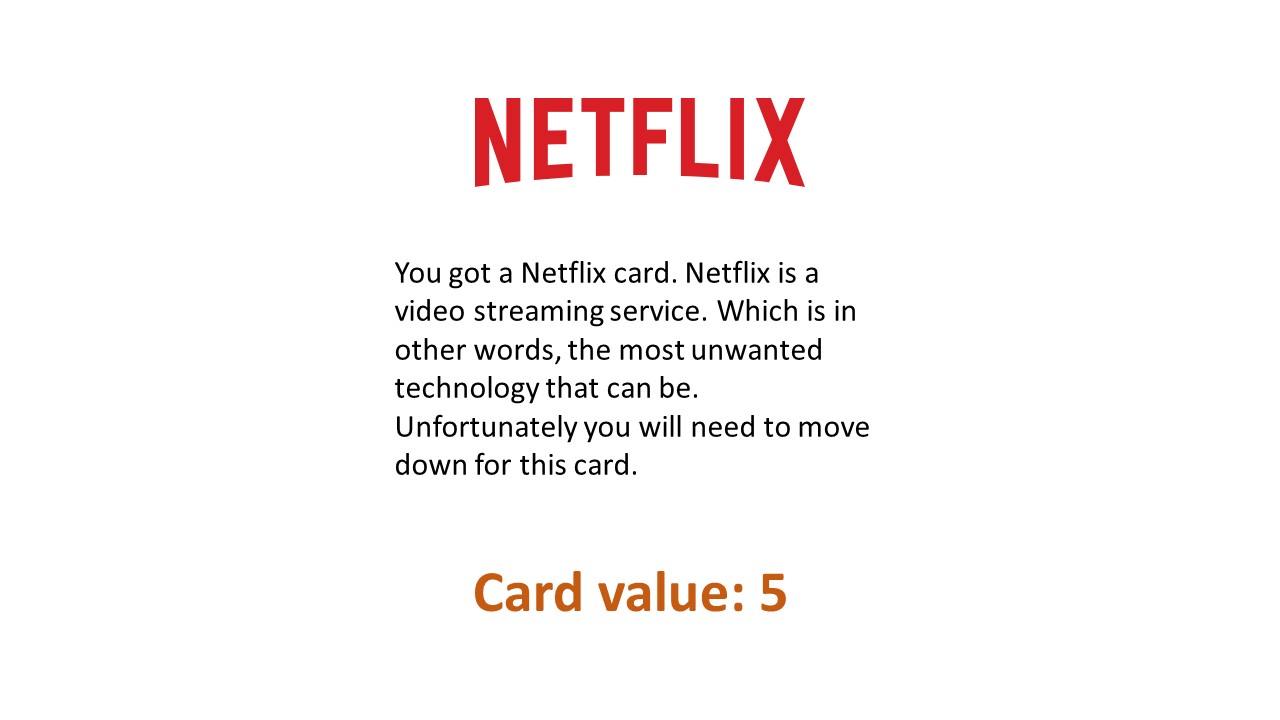 NETFLIX
You got a Netflix card. Netflix is a
video streaming service. Which is in
other words, the most unwanted
technology that can be.
Unfortunately you will need to move
down for this card.
Card value: 5